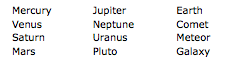 Mercury Jupiter Earth
Venus Neptune Comet
Saturn Uranus Meteor
Mars Pluto Galaxy